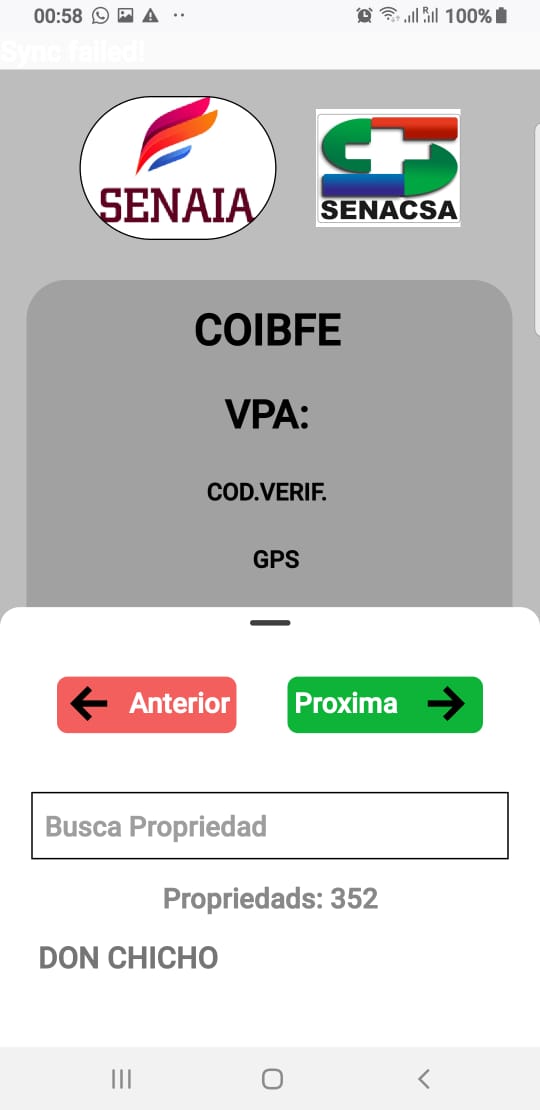 00:58 100%
Sync failed!
SENAIA
SENACSA
COIBFE
VPA:
COD.VERIF.
GPS
Anterior Proxima
Busca Propriedad
Propriedads: 352
DON CHICHO